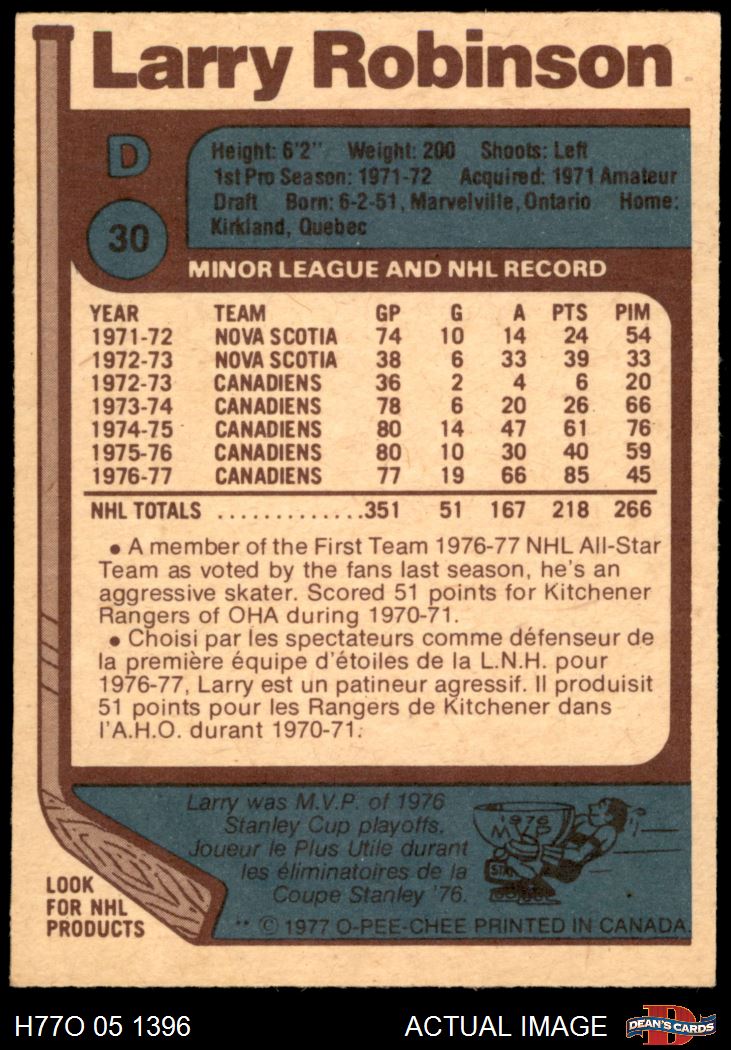 Larry Robinson
D
30
Height: 6'2" Weight: 200 Shoots: Left
1st Pro Season: 1971-72 Acquired: 1971 Amateur
Draft Born: 6-2-51, Marvelville, Ontario Home:
Kirkland, Quebec
MINOR LEAGUE AND NHL RECORD
YEAR TEAM GP G A PTS PIM
1971-72 NOVA SCOTIA 74 10 14 24 54
1972-73 NOVA SCOTIA 38 6 33 39 33
1972-73 CANADIENS 36 2 4 6 20
1973-74 CANADIENS 78 6 20 26 66
1974-75 CANADIENS 80 14 47 61 76
1975-76 CANADIENS 80 10 30 40 59
1976-77 CANADIENS 77 19 66 85 45
NHL TOTALS .............351 51 167 218 266
• A member of the First Team 1976-77 NHL All-Star
Team as voted by the fans last season, he's an
aggressive skater. Scored 51 points for Kitchener
Rangers of OHA during 1970-71.
• Choisi par les spectateurs comme défenseur de
la première équipe d'étoiles de la L.N.H. pour
1976-77, Larry est un patineur agressif. Il produisit
51 points pour les Rangers de Kitchener dans
l'A.H.O. durant 1970-71.
Larry was M.V.P. of 1976
Stanley Cup playoffs.
Joueur le Plus Utile durant
les éliminatoires de la
Coupe Stanley '76.
1976
MVP
LOOK
FOR NHL
PRODUCTS
** © 1977 O-PEE-CHEE PRINTED IN CANADA
H77O 05 1396 ACTUAL IMAGE
DEAN'S CARDS